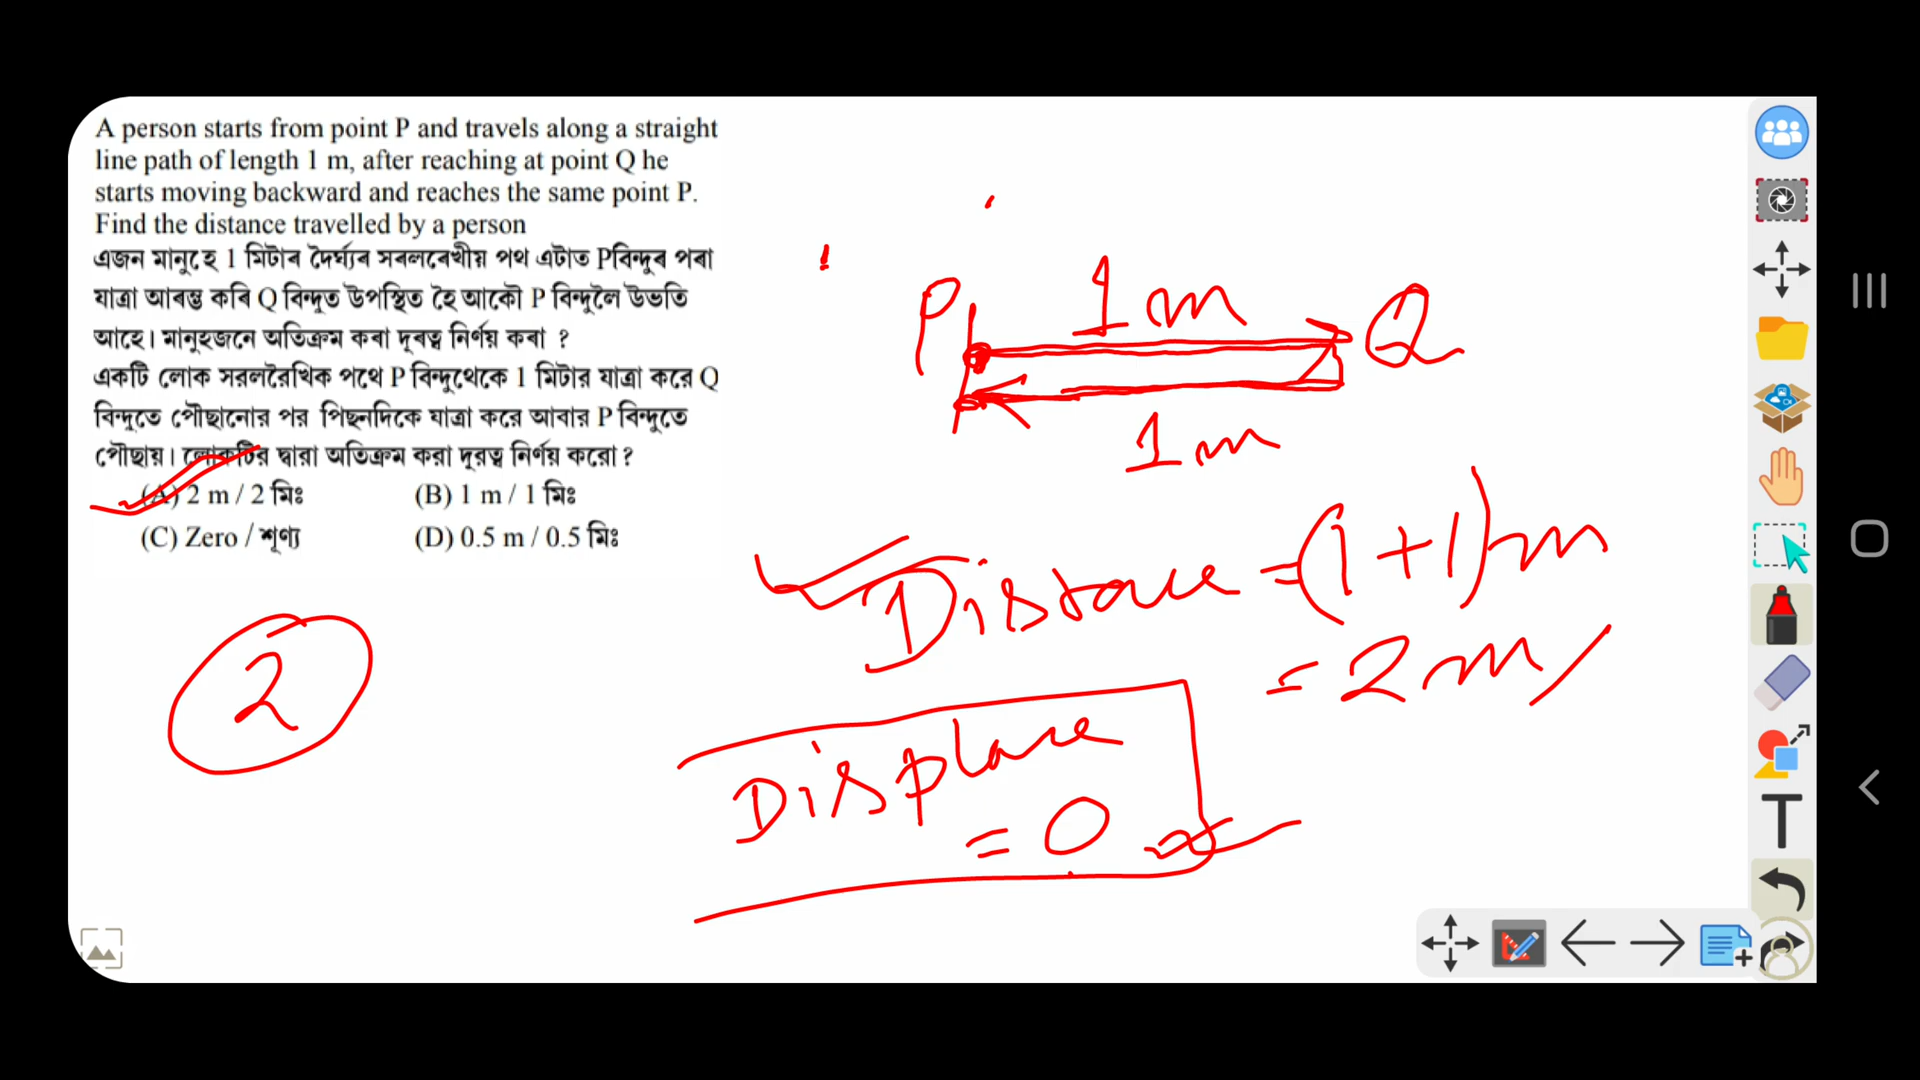 A person starts from point P and travels along a straight
line path of length 1 m, after reaching at point Q he
starts moving backward and reaches the same point P.
Find the distance travelled by a person
এজন মানুহে 1 মিটাৰ দৈৰ্ঘ্যৰ সৰলৰেখীয় পথ এটাত Pবিন্দুৰ পৰা
যাত্ৰা আৰম্ভ কৰি Q বিন্দুত উপস্থিত হৈ আকৌ P বিন্দুলৈ উভতি
আহে। মানুহজনে অতিক্ৰম কৰা দূৰত্ব নিৰ্ণয় কৰা ?
একটি লোক সরলরৈখিক পথে P বিন্দুথেকে 1 মিটার যাত্রা করে Q
বিন্দুতে পৌছানোর পর পিছনদিকে যাত্রা করে আবার P বিন্দুতে
পৌছায়। লোকটির দ্বারা অতিক্রম করা দূরত্ব নির্ণয় করো ?
(A) 2 m / 2 মিঃ (B) 1 m / 1 মিঃ
(C) Zero / শূণ্য (D) 0.5 m / 0.5 মিঃ
P 1 m Q
1 m
Distance = (1 + 1) m
= 2 m
2
Displace
= 0
T